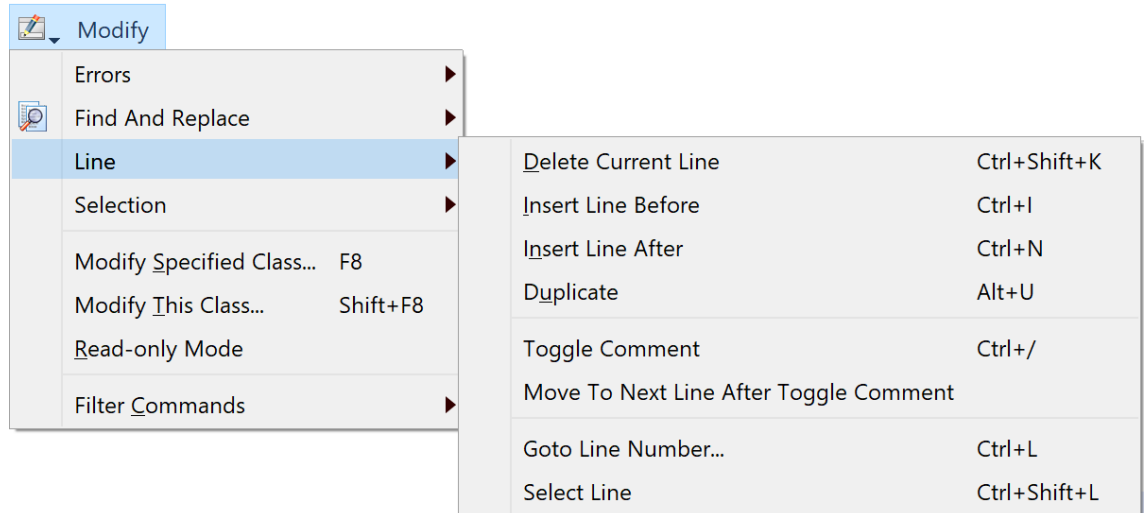 Modify
Errors
Find And Replace
Line
Selection
Modify Specified Class... F8
Modify This Class... Shift+F8
Read-only Mode
Filter Commands
Delete Current Line Ctrl+Shift+K
Insert Line Before Ctrl+I
Insert Line After Ctrl+N
Duplicate Alt+U
Toggle Comment Ctrl+/
Move To Next Line After Toggle Comment
Goto Line Number... Ctrl+L
Select Line Ctrl+Shift+L